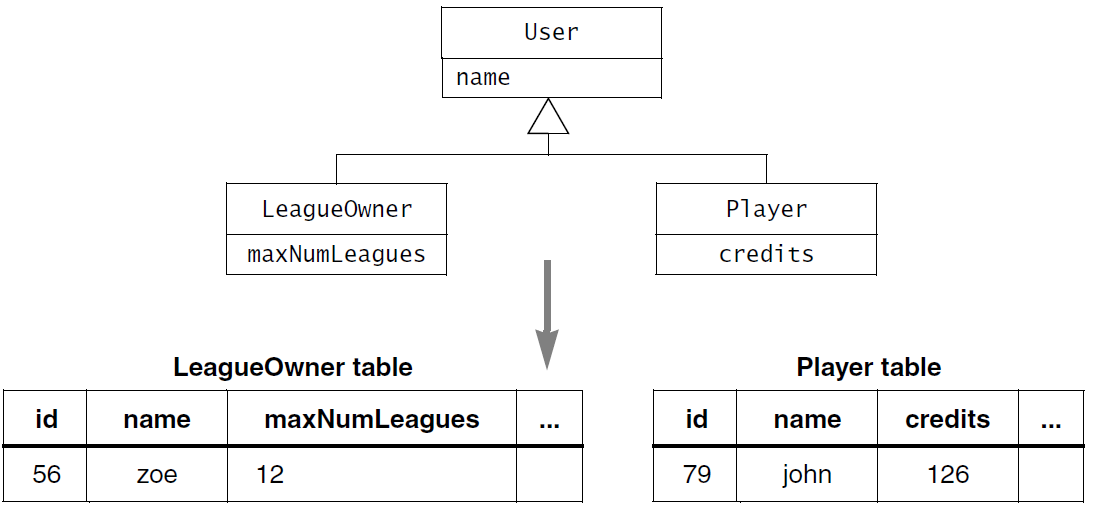 User
name
LeagueOwner
maxNumLeagues
Player
credits
LeagueOwner table
id name maxNumLeagues ...
56 zoe 12
Player table
id name credits ...
79 john 126